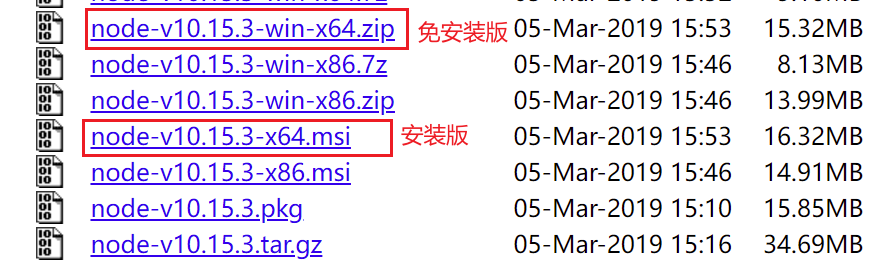 node-v10.15.3-win-x64.zip 免安装版 05-Mar-2019 15:53 15.32MB
node-v10.15.3-win-x86.7z 05-Mar-2019 15:46 8.13MB
node-v10.15.3-win-x86.zip 05-Mar-2019 15:46 13.99MB
node-v10.15.3-x64.msi 安装版 05-Mar-2019 15:53 16.32MB
node-v10.15.3-x86.msi 05-Mar-2019 15:46 14.91MB
node-v10.15.3.pkg 05-Mar-2019 15:10 15.85MB
node-v10.15.3.tar.gz 05-Mar-2019 15:16 34.69MB